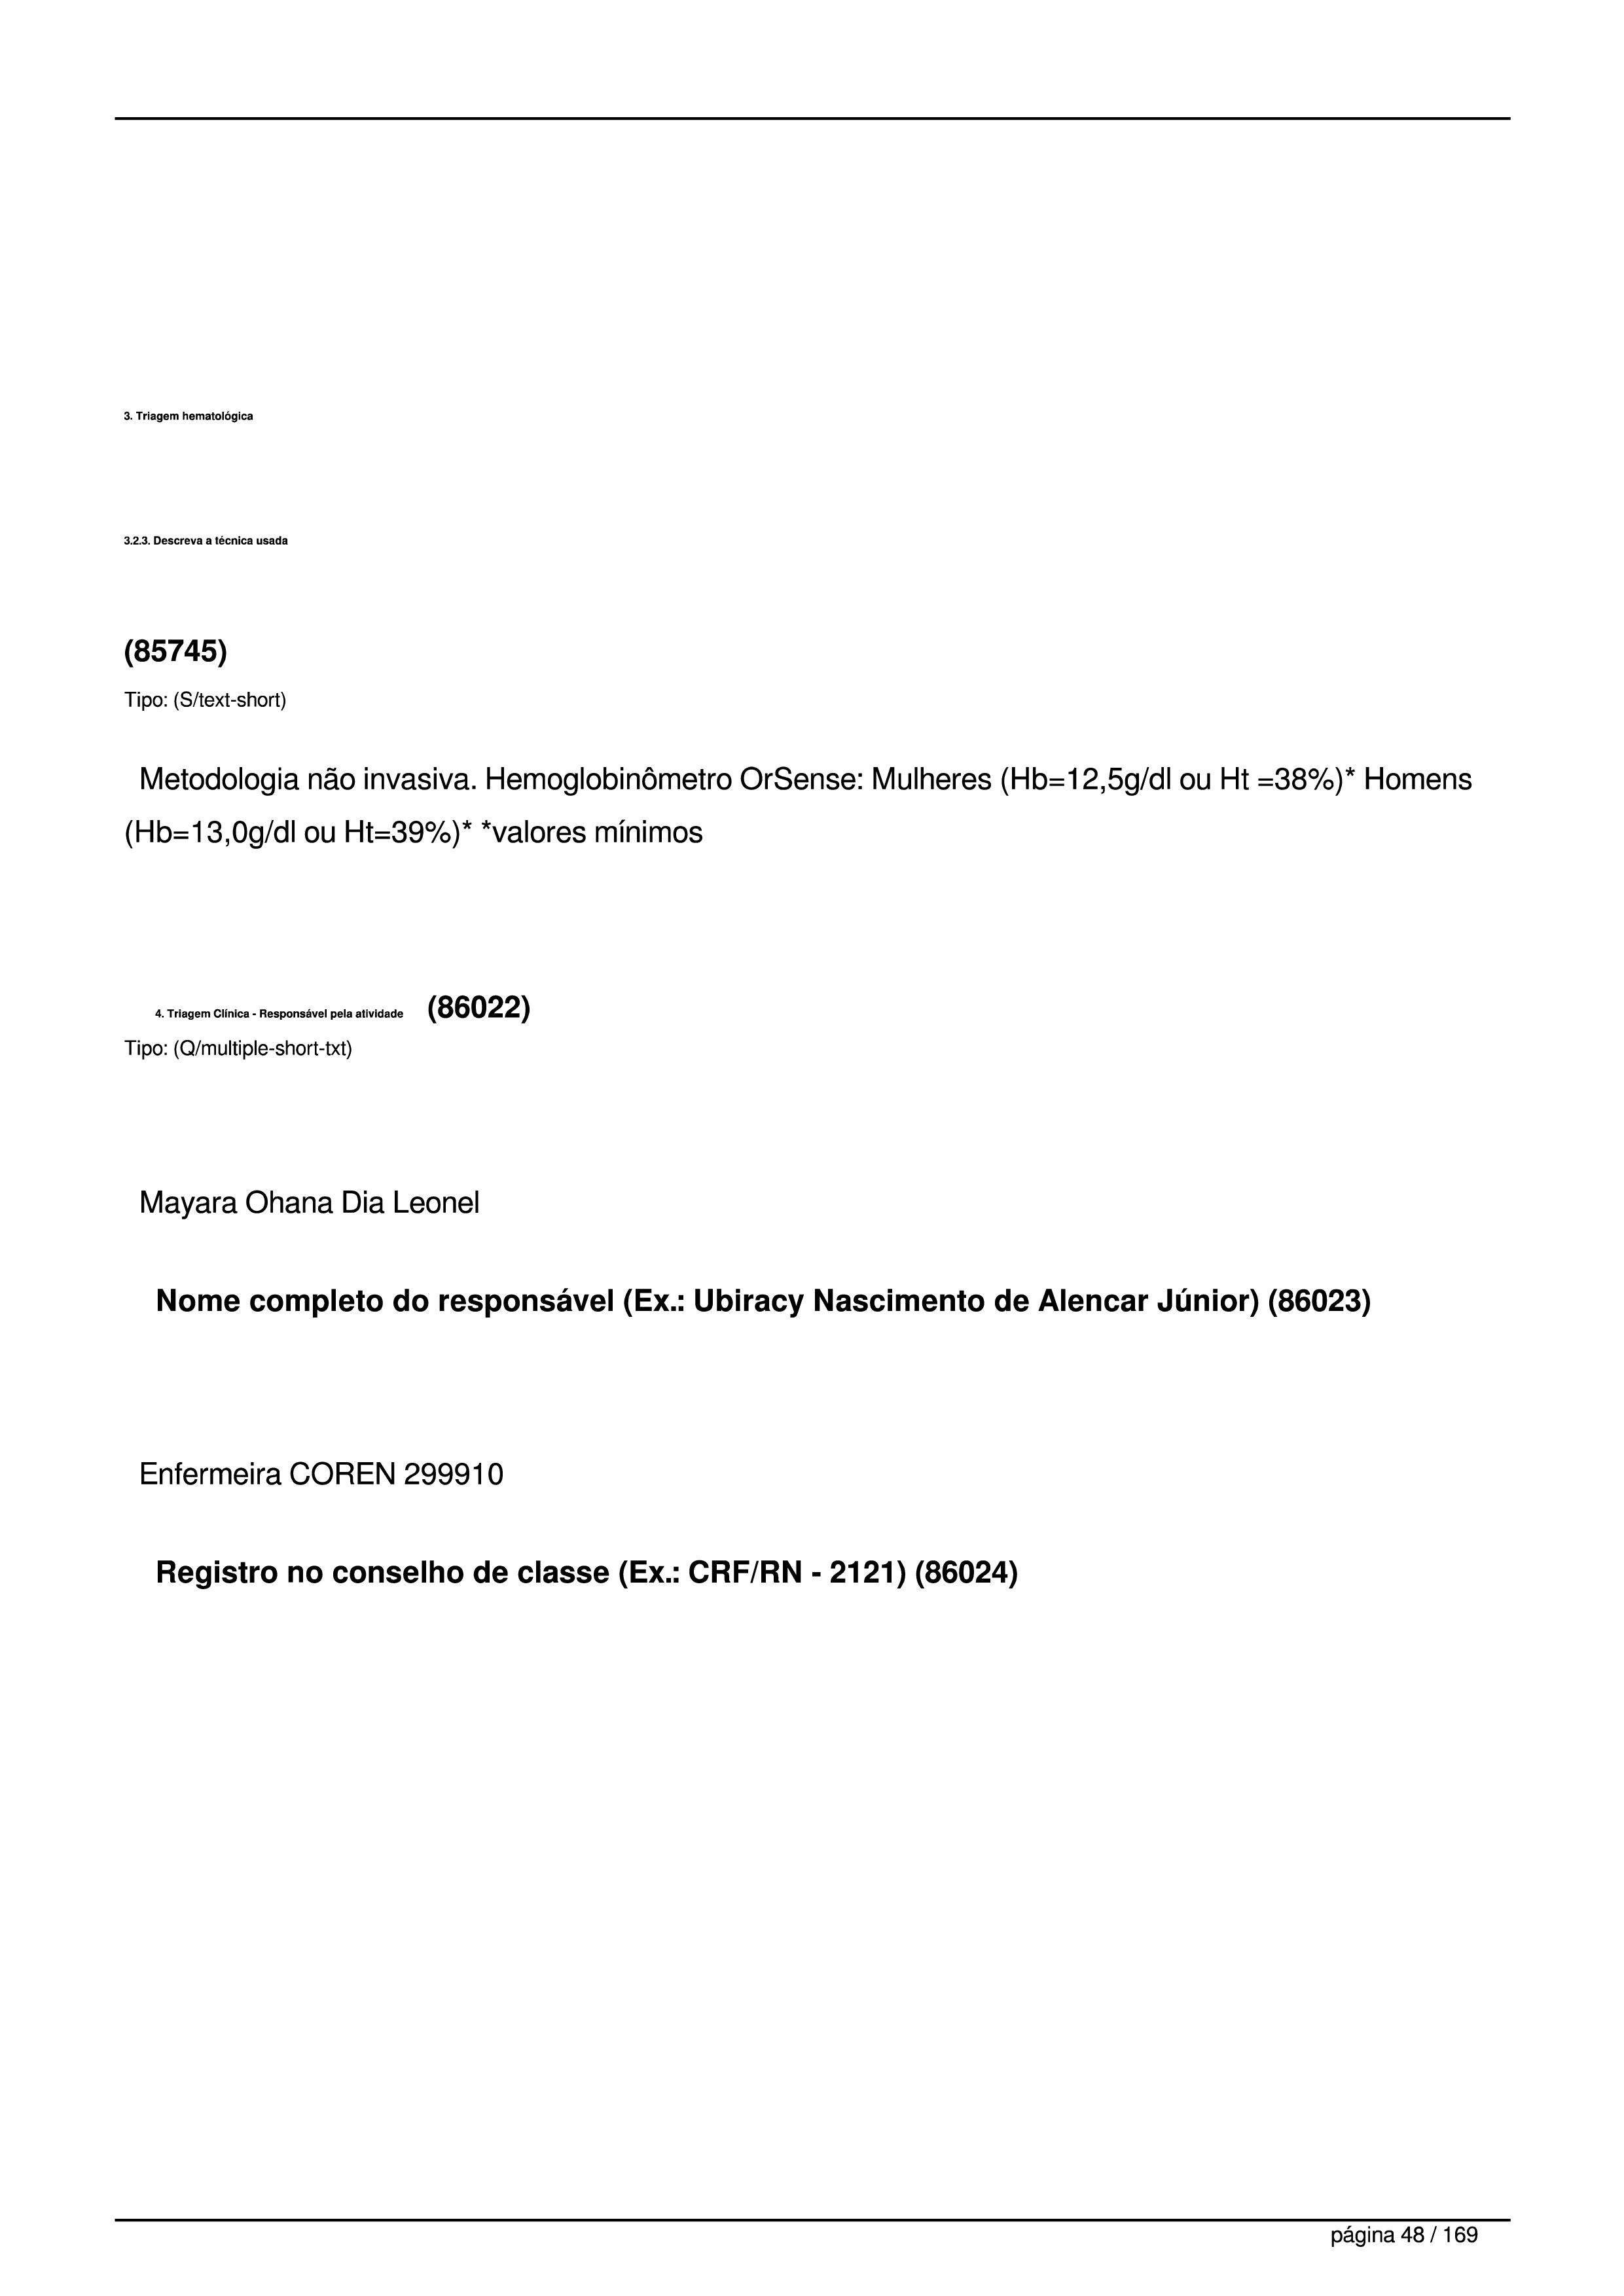 3. Triagem hematológica
3.2.3. Descreva a técnica usada
(85745)
Tipo: (S/text-short)
Metodologia não invasiva. Hemoglobinômetro OrSense: Mulheres (Hb=12,5g/dl ou Ht =38%)* Homens
(Hb=13,0g/dl ou Ht=39%)* *valores mínimos
4. Triagem Clínica - Responsável pela atividade (86022)
Tipo: (Q/multiple-short-txt)
Mayara Ohana Dia Leonel
Nome completo do responsável (Ex.: Ubiracy Nascimento de Alencar Júnior) (86023)
Enfermeira COREN 299910
Registro no conselho de classe (Ex.: CRF/RN - 2121) (86024)
página 48 / 169